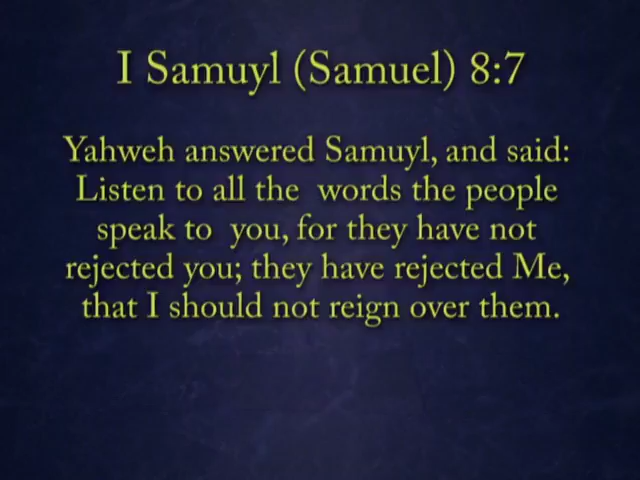 I Samuyl (Samuel) 8:7
Yahweh answered Samuyl, and said:
Listen to all the words the people
speak to you, for they have not
rejected you; they have rejected Me,
that I should not reign over them.